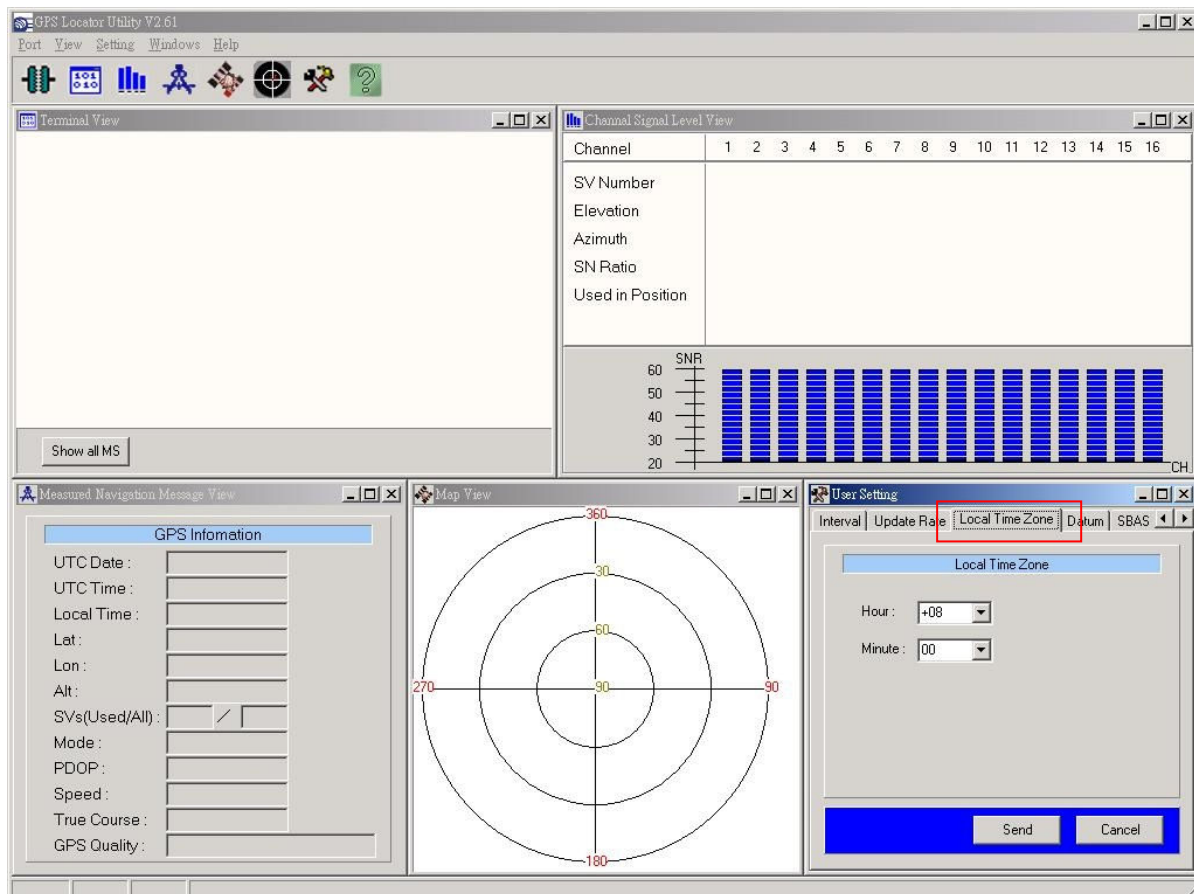 GPS Locator Utility V2.61
Port View Setting Windows Help
101
010
?
Terminal View
Show all MS
Channal Signal Level View
Channel 1 2 3 4 5 6 7 8 9 10 11 12 13 14 15 16
SV Number
Elevation
Azimuth
SN Ratio
Used in Position
SNR
60
50
40
30
20
CH
Measured Navigation Message View
GPS Infomation
UTC Date :
UTC Time :
Local Time :
Lat :
Lon :
Alt :
SVs(Used/All) : /
Mode :
PDOP :
Speed :
True Course :
GPS Quality :
Map View
360
30
60
270 90 90
180
User Setting
Interval Update Rate Local Time Zone Datum SBAS
Local Time Zone
Hour : +08
Minute : 00
Send Cancel